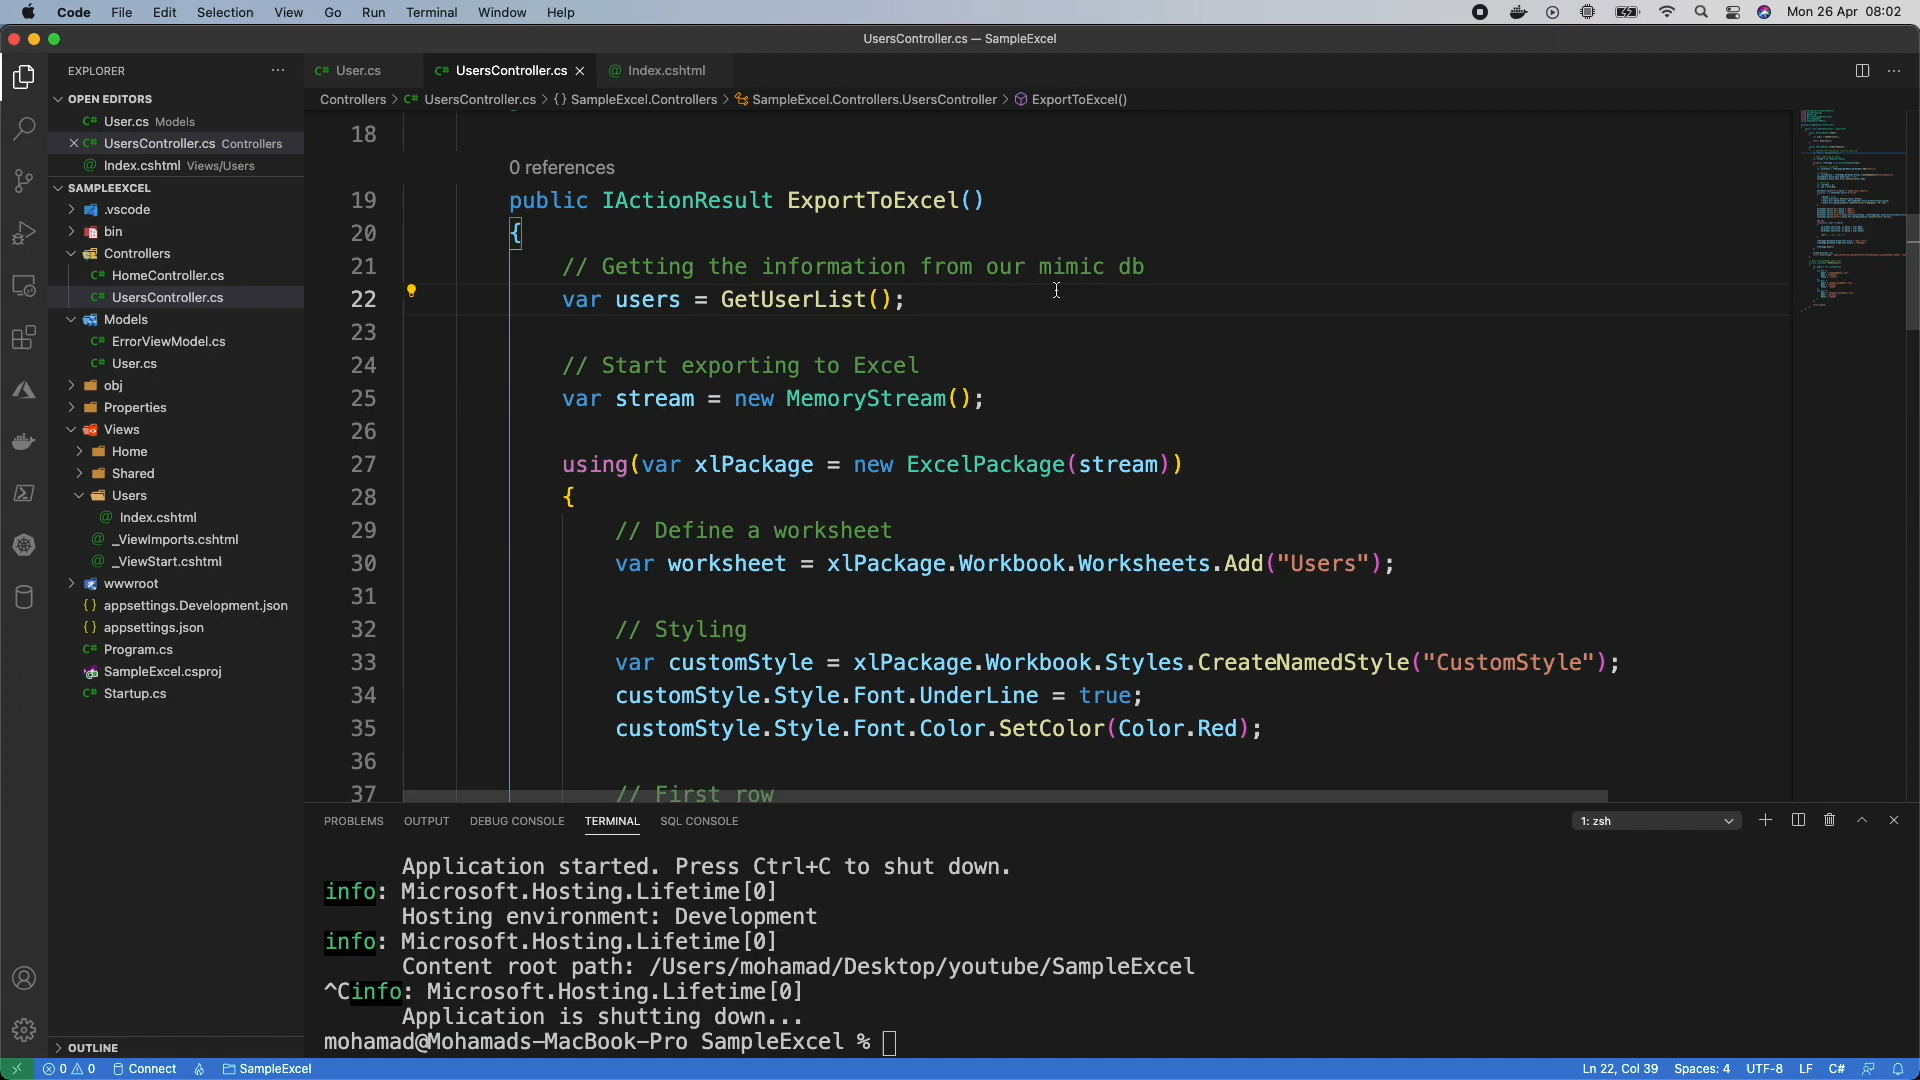 Code File Edit Selection View Go Run Terminal Window Help Mon 26 Apr 08:02
UsersController.cs — SampleExcel
EXPLORER
OPEN EDITORS
C# User.cs Models
C# UsersController.cs Controllers
@ Index.cshtml Views/Users
SAMPLEEXCEL
.vscode
bin
Controllers
C# HomeController.cs
C# UsersController.cs
Models
C# ErrorViewModel.cs
C# User.cs
obj
Properties
Views
Home
Shared
Users
@ Index.cshtml
@ _ViewImports.cshtml
@ _ViewStart.cshtml
wwwroot
{} appsettings.Development.json
{} appsettings.json
C# Program.cs
SampleExcel.csproj
C# Startup.cs
OUTLINE
C# User.cs C# UsersController.cs @ Index.cshtml
Controllers > C# UsersController.cs > {} SampleExcel.Controllers > SampleExcel.Controllers.UsersController > ExportToExcel()
18
0 references
19 public IActionResult ExportToExcel()
20 {
21 // Getting the information from our mimic db
22 var users = GetUserList();
23
24 // Start exporting to Excel
25 var stream = new MemoryStream();
26
27 using(var xlPackage = new ExcelPackage(stream))
28 {
29 // Define a worksheet
30 var worksheet = xlPackage.Workbook.Worksheets.Add("Users");
31
32 // Styling
33 var customStyle = xlPackage.Workbook.Styles.CreateNamedStyle("CustomStyle");
34 customStyle.Style.Font.UnderLine = true;
35 customStyle.Style.Font.Color.SetColor(Color.Red);
36
37 // First row
PROBLEMS OUTPUT DEBUG CONSOLE TERMINAL SQL CONSOLE 1: zsh
Application started. Press Ctrl+C to shut down.
info: Microsoft.Hosting.Lifetime[0]
Hosting environment: Development
info: Microsoft.Hosting.Lifetime[0]
Content root path: /Users/mohamad/Desktop/youtube/SampleExcel
^Cinfo: Microsoft.Hosting.Lifetime[0]
Application is shutting down...
mohamad@Mohamads-MacBook-Pro SampleExcel %
0 0 Connect SampleExcel Ln 22, Col 39 Spaces: 4 UTF-8 LF C#